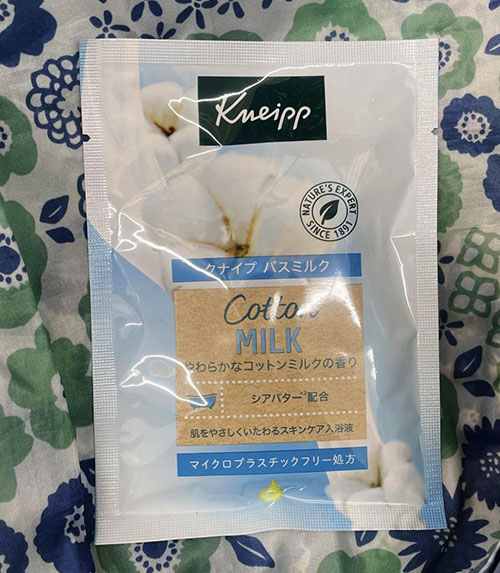 Kneipp
NATURE'S EXPERT
SINCE 1891
クナイプ バスミルク
Cotton
MILK
やわらかなコットンミルクの香り
シアバター*配合
肌をやさしくいたわるスキンケア入浴液
マイクロプラスチックフリー処方